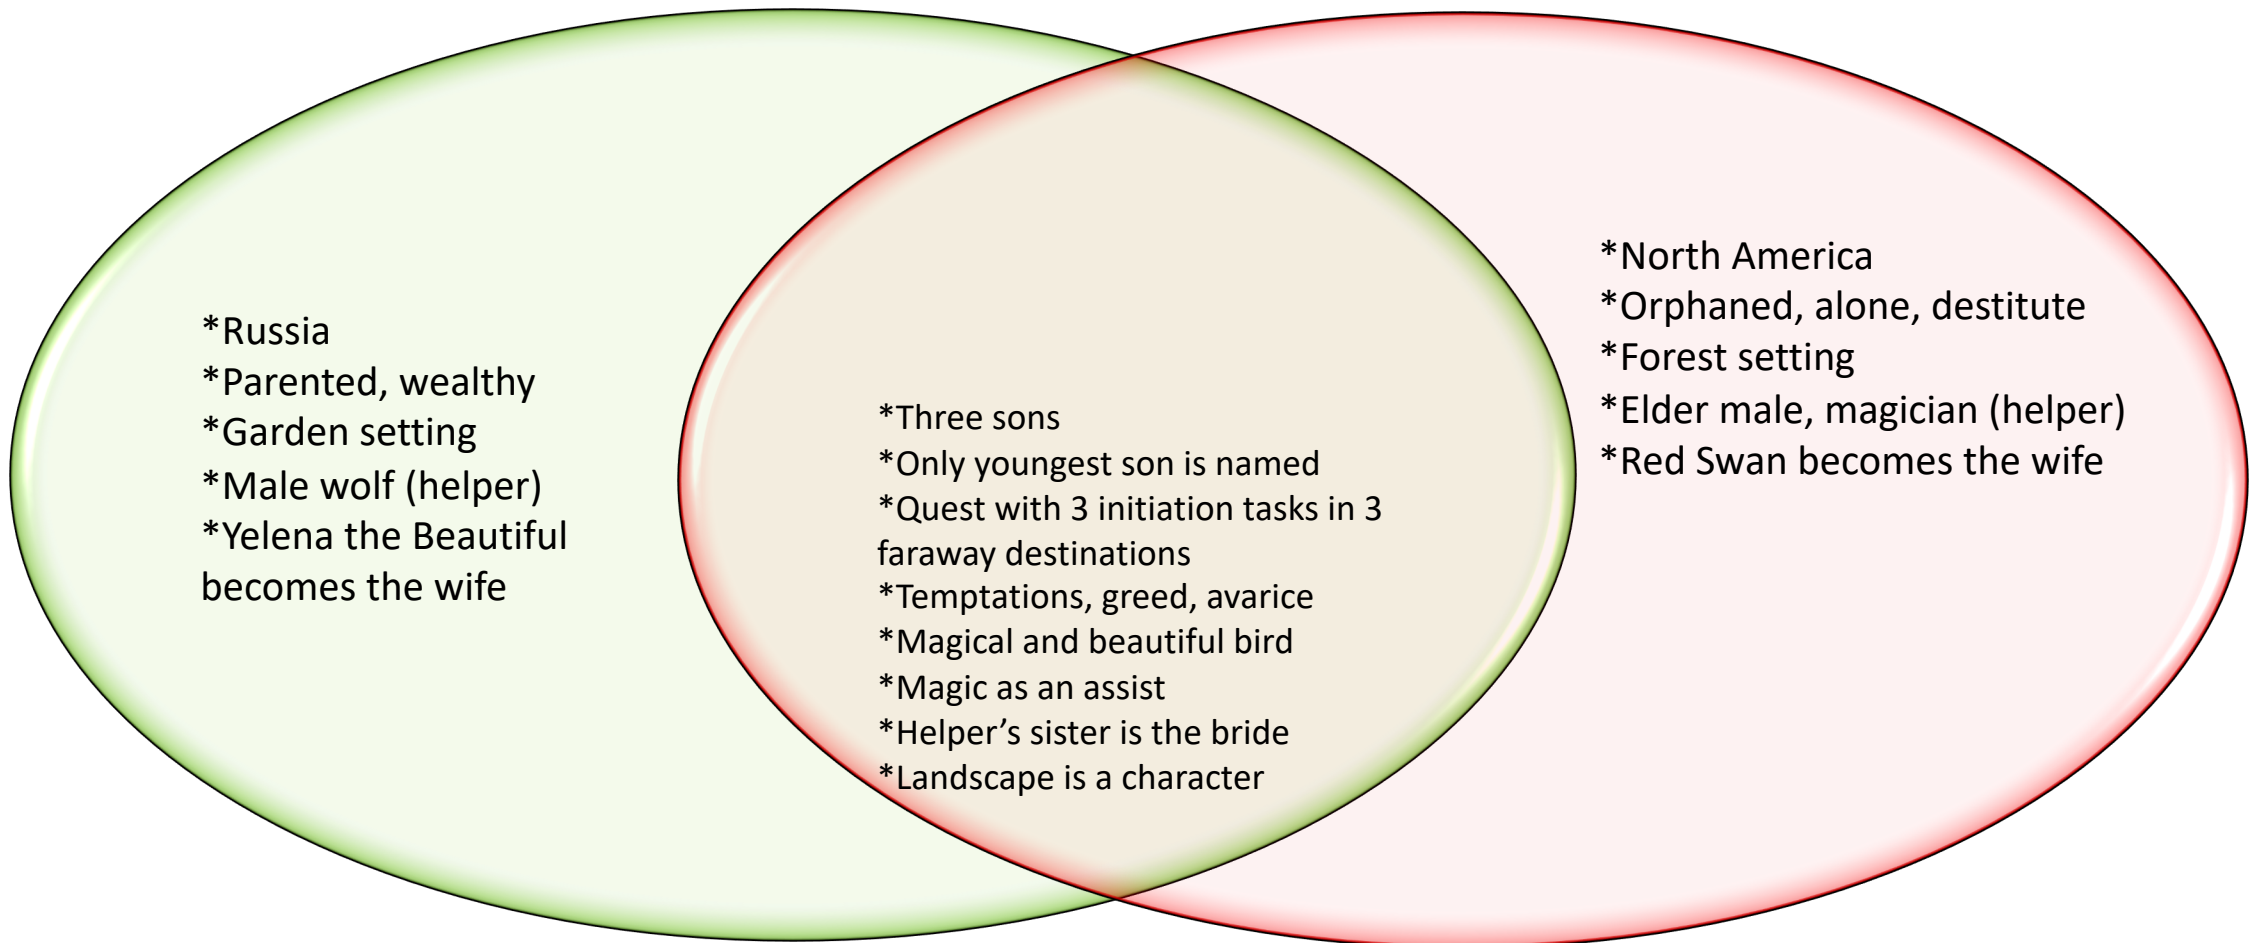 *Russia
*Parented, wealthy
*Garden setting
*Male wolf (helper)
*Yelena the Beautiful
becomes the wife
*Three sons
*Only youngest son is named
*Quest with 3 initiation tasks in 3
faraway destinations
*Temptations, greed, avarice
*Magical and beautiful bird
*Magic as an assist
*Helper’s sister is the bride
*Landscape is a character
*North America
*Orphaned, alone, destitute
*Forest setting
*Elder male, magician (helper)
*Red Swan becomes the wife